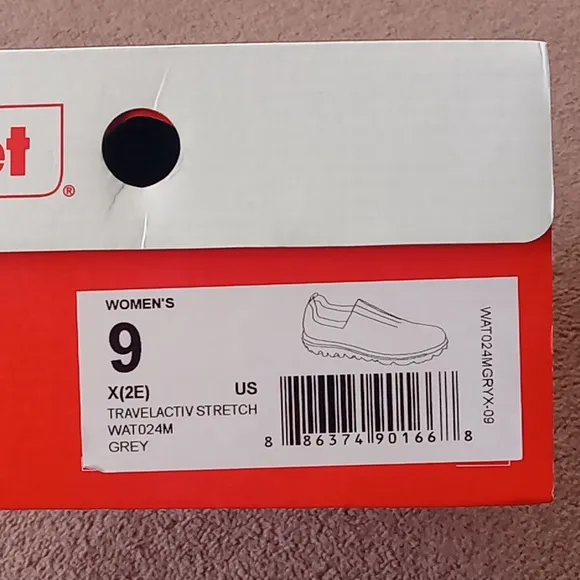 et
®
WOMEN'S
9
X(2E) US
TRAVELACTIV STRETCH
WAT024M
GREY
8 86374 90166 8
WAT024MGRYX-09